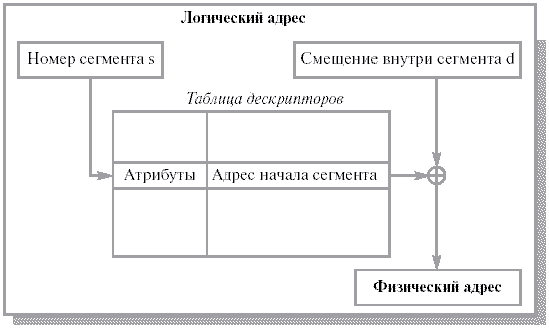 Логический адрес
Номер сегмента s
Смещение внутри сегмента d
Таблица дескрипторов
Атрибуты
Адрес начала сегмента
Физический адрес